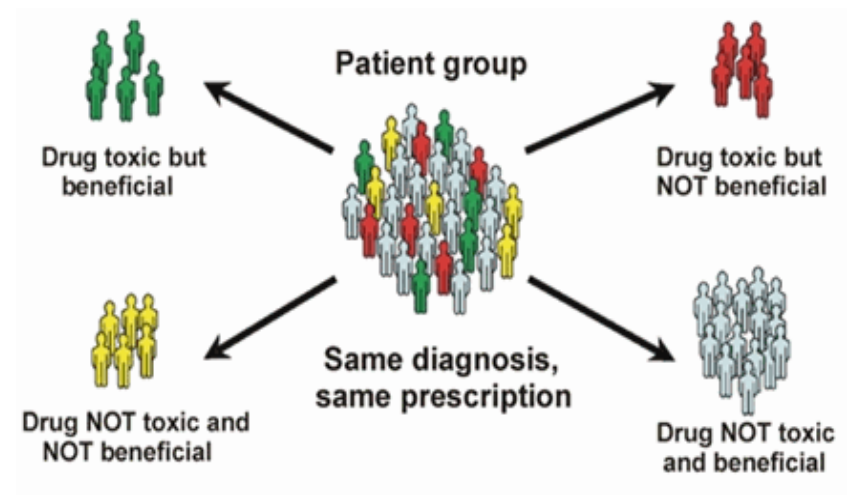 Patient group
Drug toxic but
beneficial
Drug toxic but
NOT beneficial
Same diagnosis,
same prescription
Drug NOT toxic and
NOT beneficial
Drug NOT toxic
and beneficial